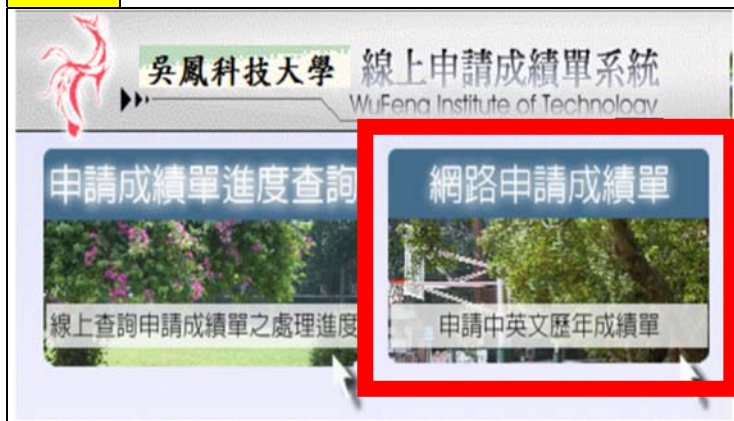 吳鳳科技大學 線上申請成績單系統
WuFeng Institute of Technology
申請成績單進度查詢
線上查詢申請成績單之處理進度
網路申請成績單
申請中英文歷年成績單